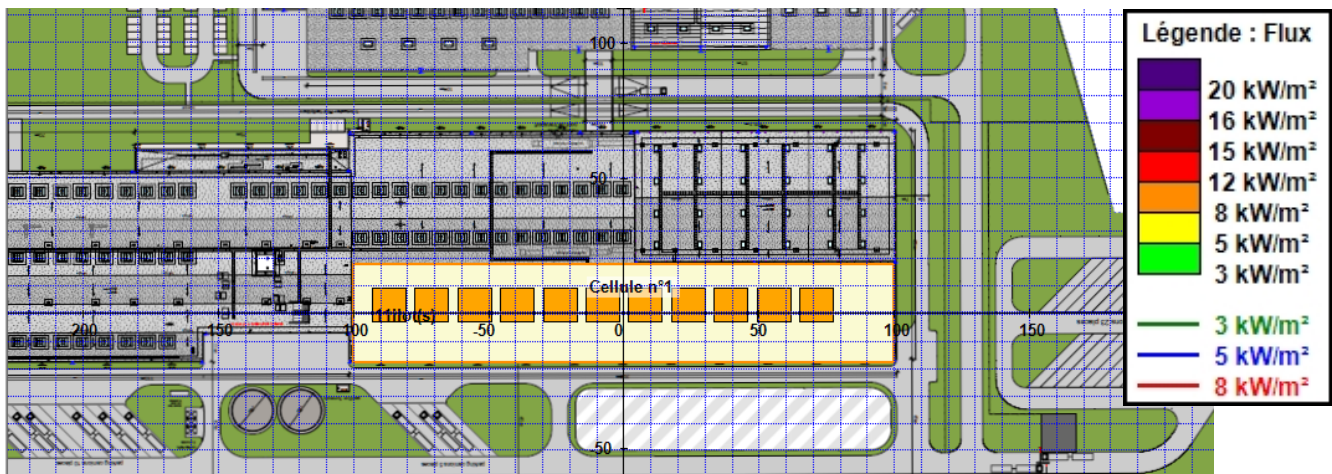 Légende : Flux
20 kW/m²
16 kW/m²
15 kW/m²
12 kW/m²
8 kW/m²
5 kW/m²
3 kW/m²
3 kW/m²
5 kW/m²
8 kW/m²
100
50
Cellule n°1
11ilot(s)
200
150
-100
-50
0
50
100
150
-50